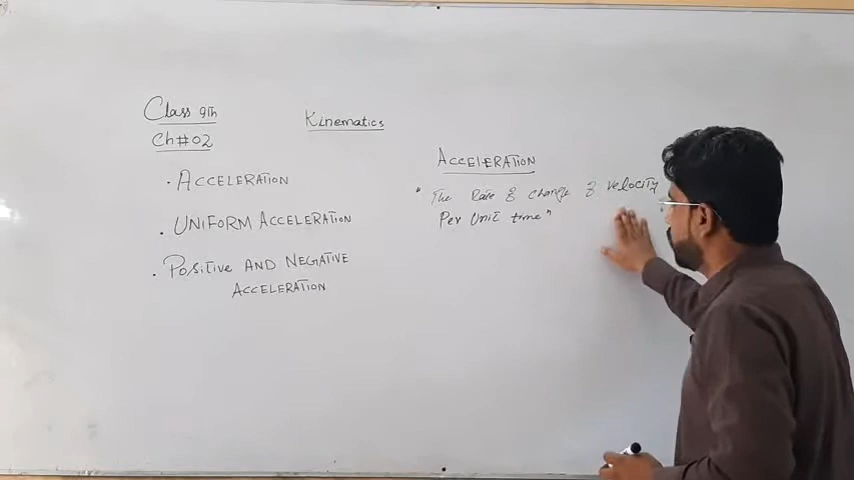 Class 9th
Ch#02
Kinematics
• ACCELERATION
• UNIFORM ACCELERATION
• POSITIVE AND NEGATIVE
ACCELERATION
ACCELERATION
" The Rate of change of velocity
Per Unit time "